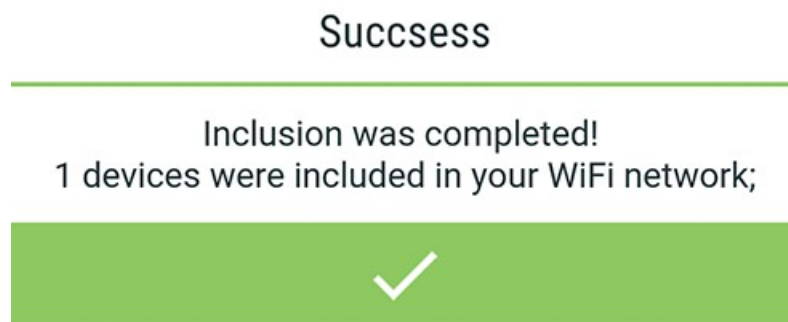 Succsess
Inclusion was completed!
1 devices were included in your WiFi network;